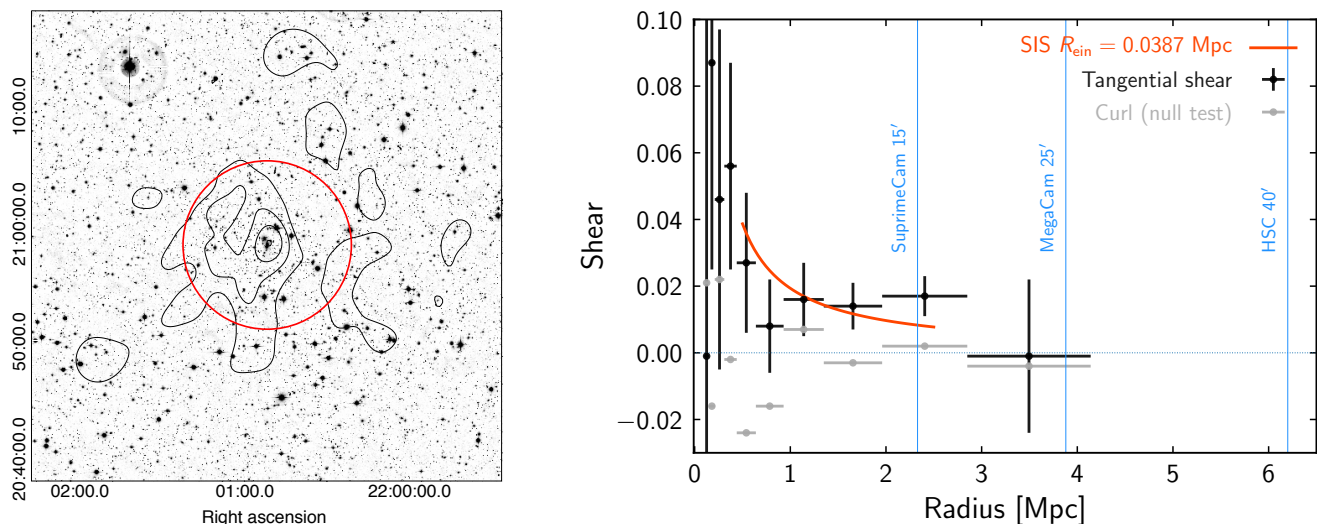 10:00.0
21:00:00.0
50:00.0
20:40:00.0
02:00.0 01:00.0 22:00:00.0
Right ascension
0.10
0.08
0.06
0.04
0.02
0.00
−0.02
Shear
SIS R_ein = 0.0387 Mpc
Tangential shear
Curl (null test)
SuprimeCam 15′
MegaCam 25′
HSC 40′
0 1 2 3 4 5 6
Radius [Mpc]